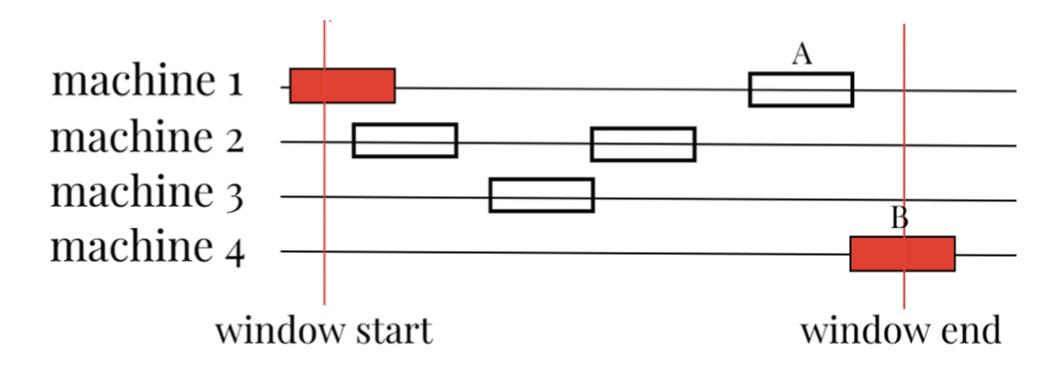 A
machine 1
machine 2
machine 3
B
machine 4
window start
window end